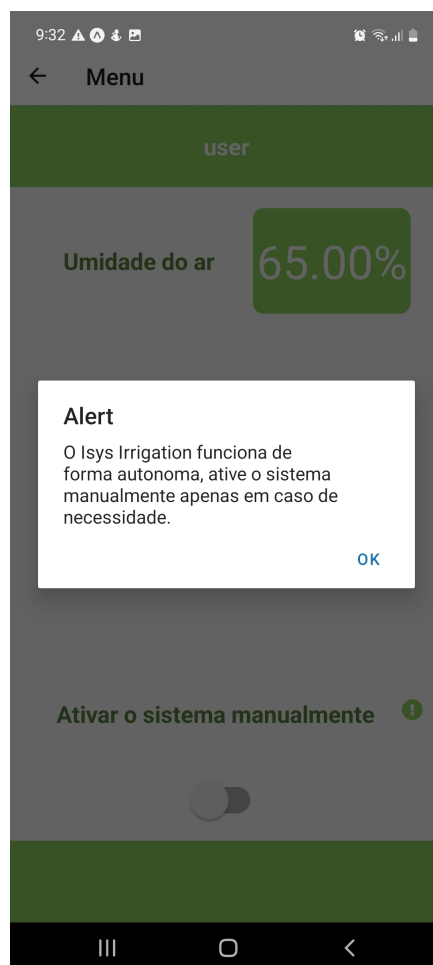 9:32
Menu
user
Umidade do ar
65.00%
Alert
O Isys Irrigation funciona de
forma autonoma, ative o sistema
manualmente apenas em caso de
necessidade.
OK
Ativar o sistema manualmente